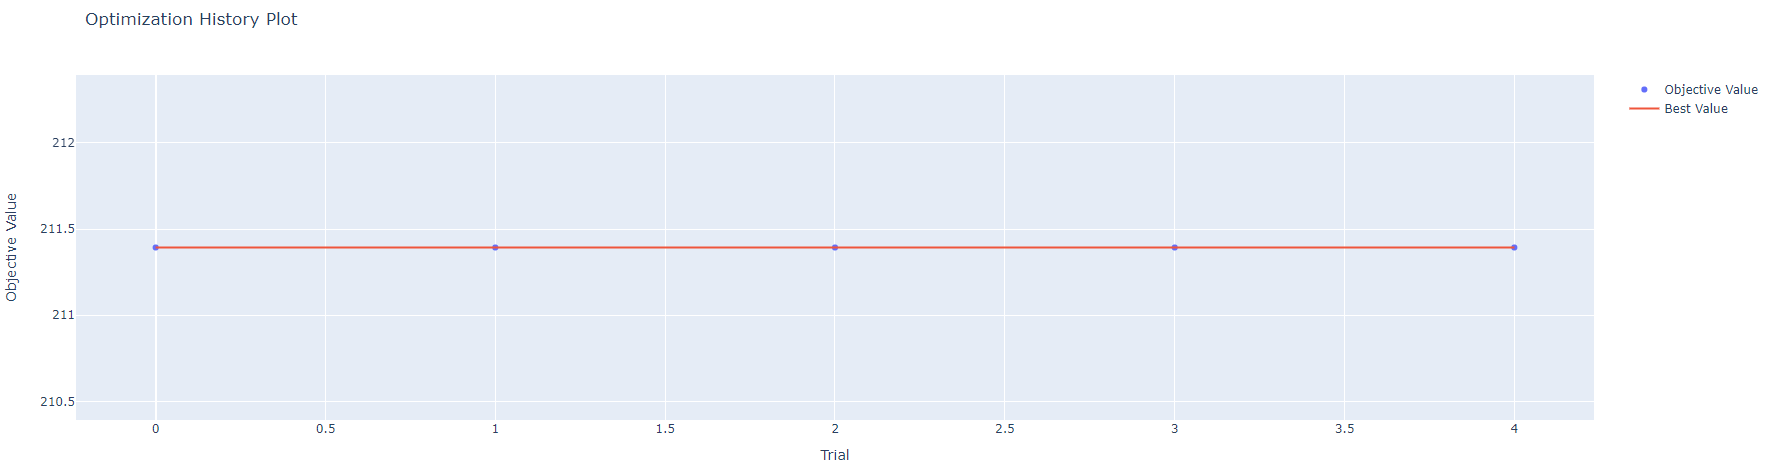 Optimization History Plot
Objective Value
Best Value
212
211.5
211
210.5
Objective Value
0 0.5 1 1.5 2 2.5 3 3.5 4
Trial